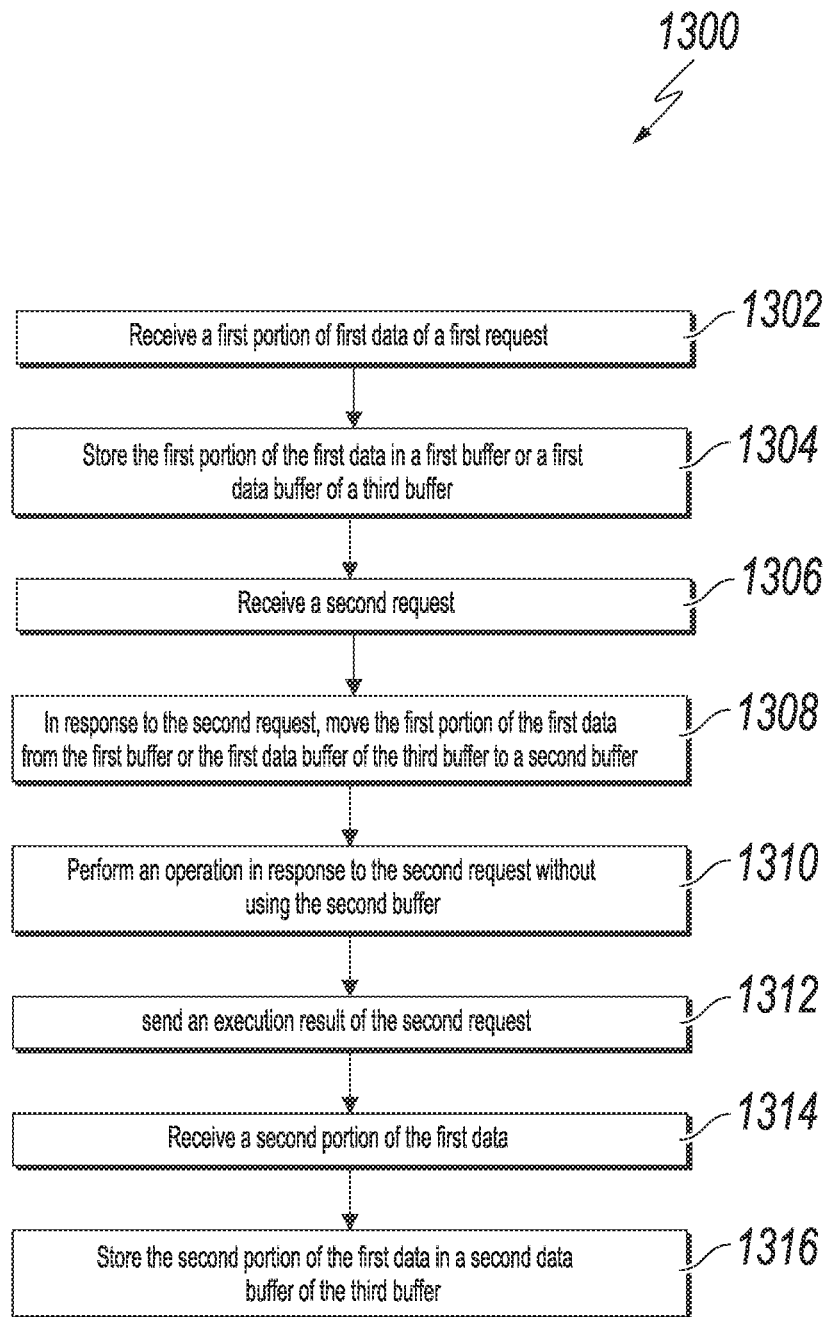 1300
Receive a first portion of first data of a first request
1302
Store the first portion of the first data in a first buffer or a first
data buffer of a third buffer
1304
Receive a second request
1306
In response to the second request, move the first portion of the first data
from the first buffer or the first data buffer of the third buffer to a second buffer
1308
Perform an operation in response to the second request without
using the second buffer
1310
send an execution result of the second request
1312
Receive a second portion of the first data
1314
Store the second portion of the first data in a second data
buffer of the third buffer
1316